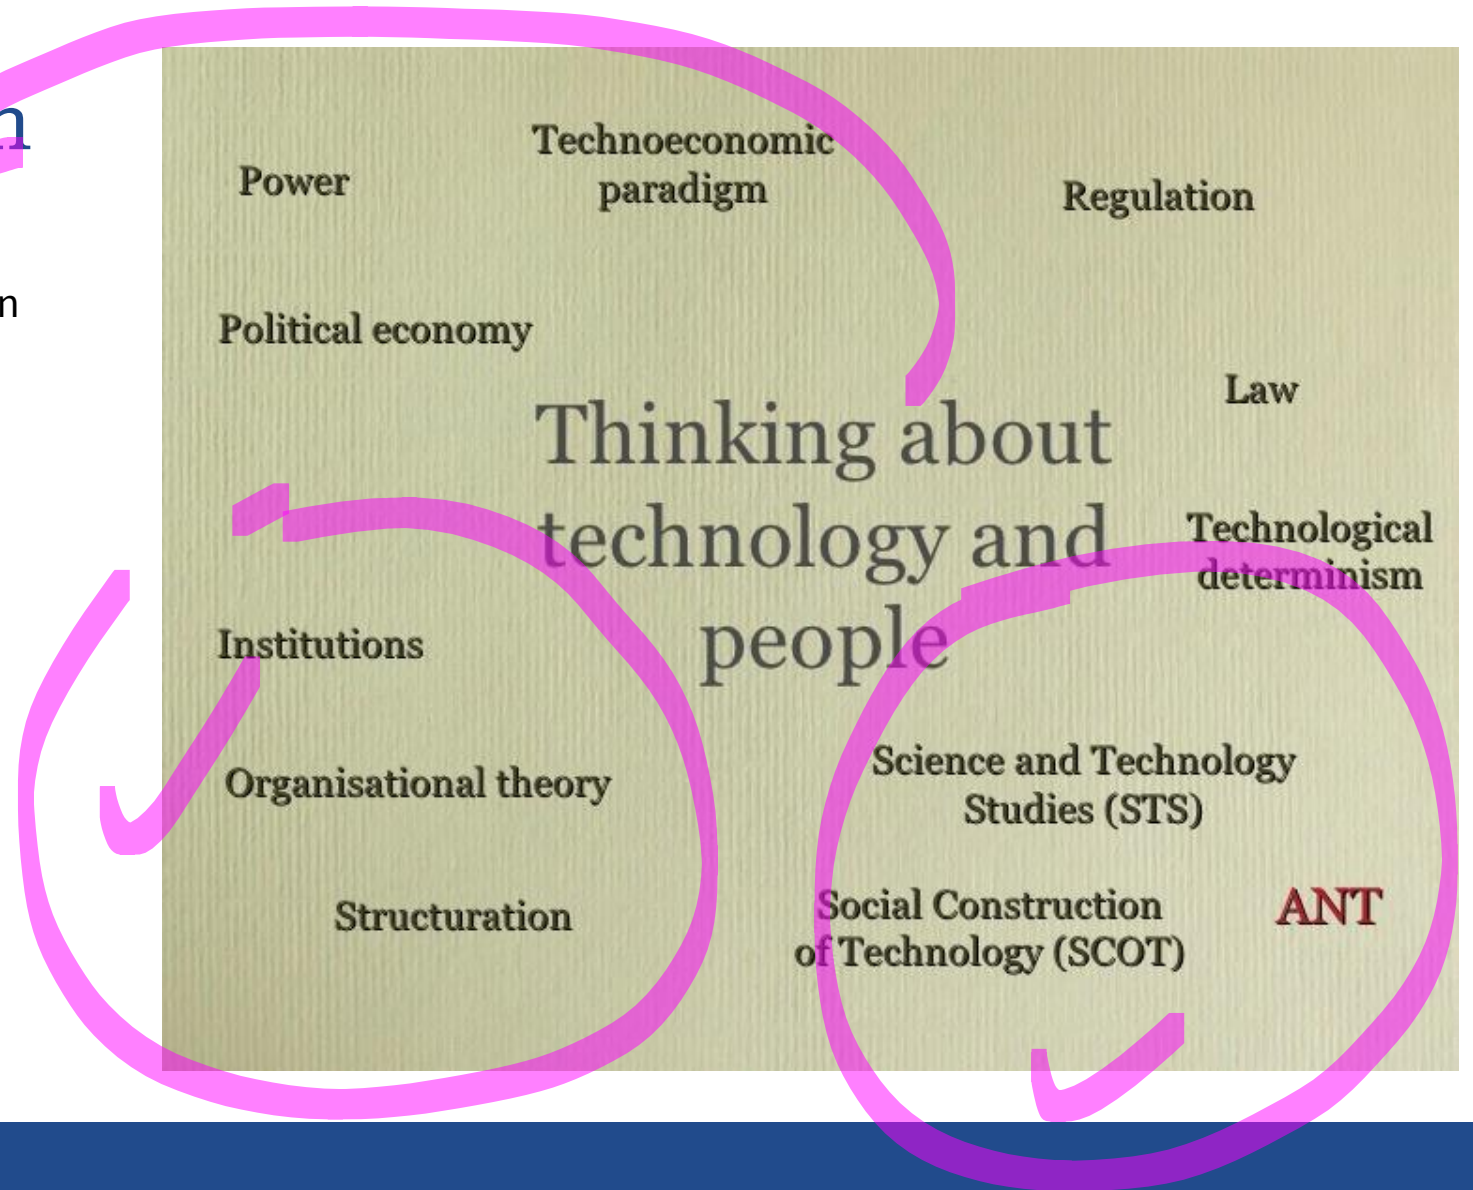 n
n
Power
Technoeconomic
paradigm
Regulation
Political economy
Law
Thinking about
technology and
people
Technological
determinism
Institutions
Organisational theory
Science and Technology
Studies (STS)
Structuration
Social Construction
of Technology (SCOT)
ANT